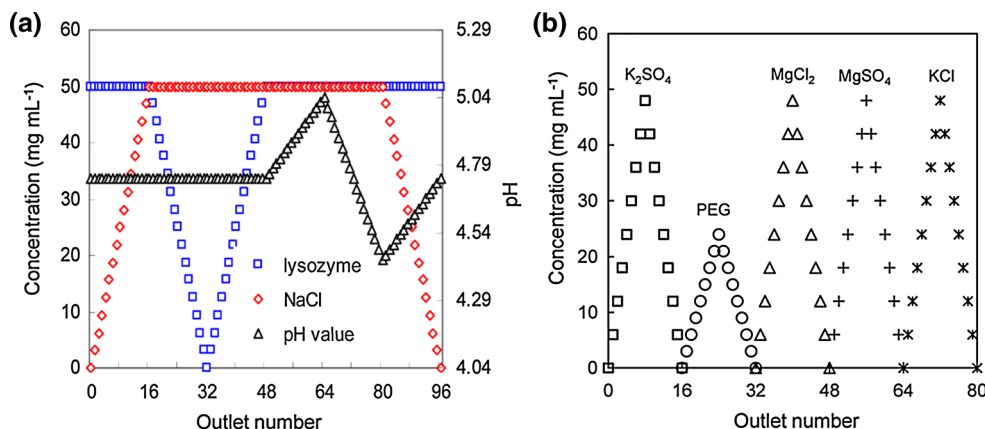 (a)
60
50
40
30
20
10
0
Concentration (mg mL⁻¹)
5.29
5.04
4.79
4.54
4.29
4.04
pH
lysozyme
NaCl
pH value
0 16 32 48 64 80 96
Outlet number
(b)
60
50
40
30
20
10
0
Concentration (mg mL⁻¹)
K₂SO₄
PEG
MgCl₂
MgSO₄
KCl
0 16 32 48 64 80
Outlet number